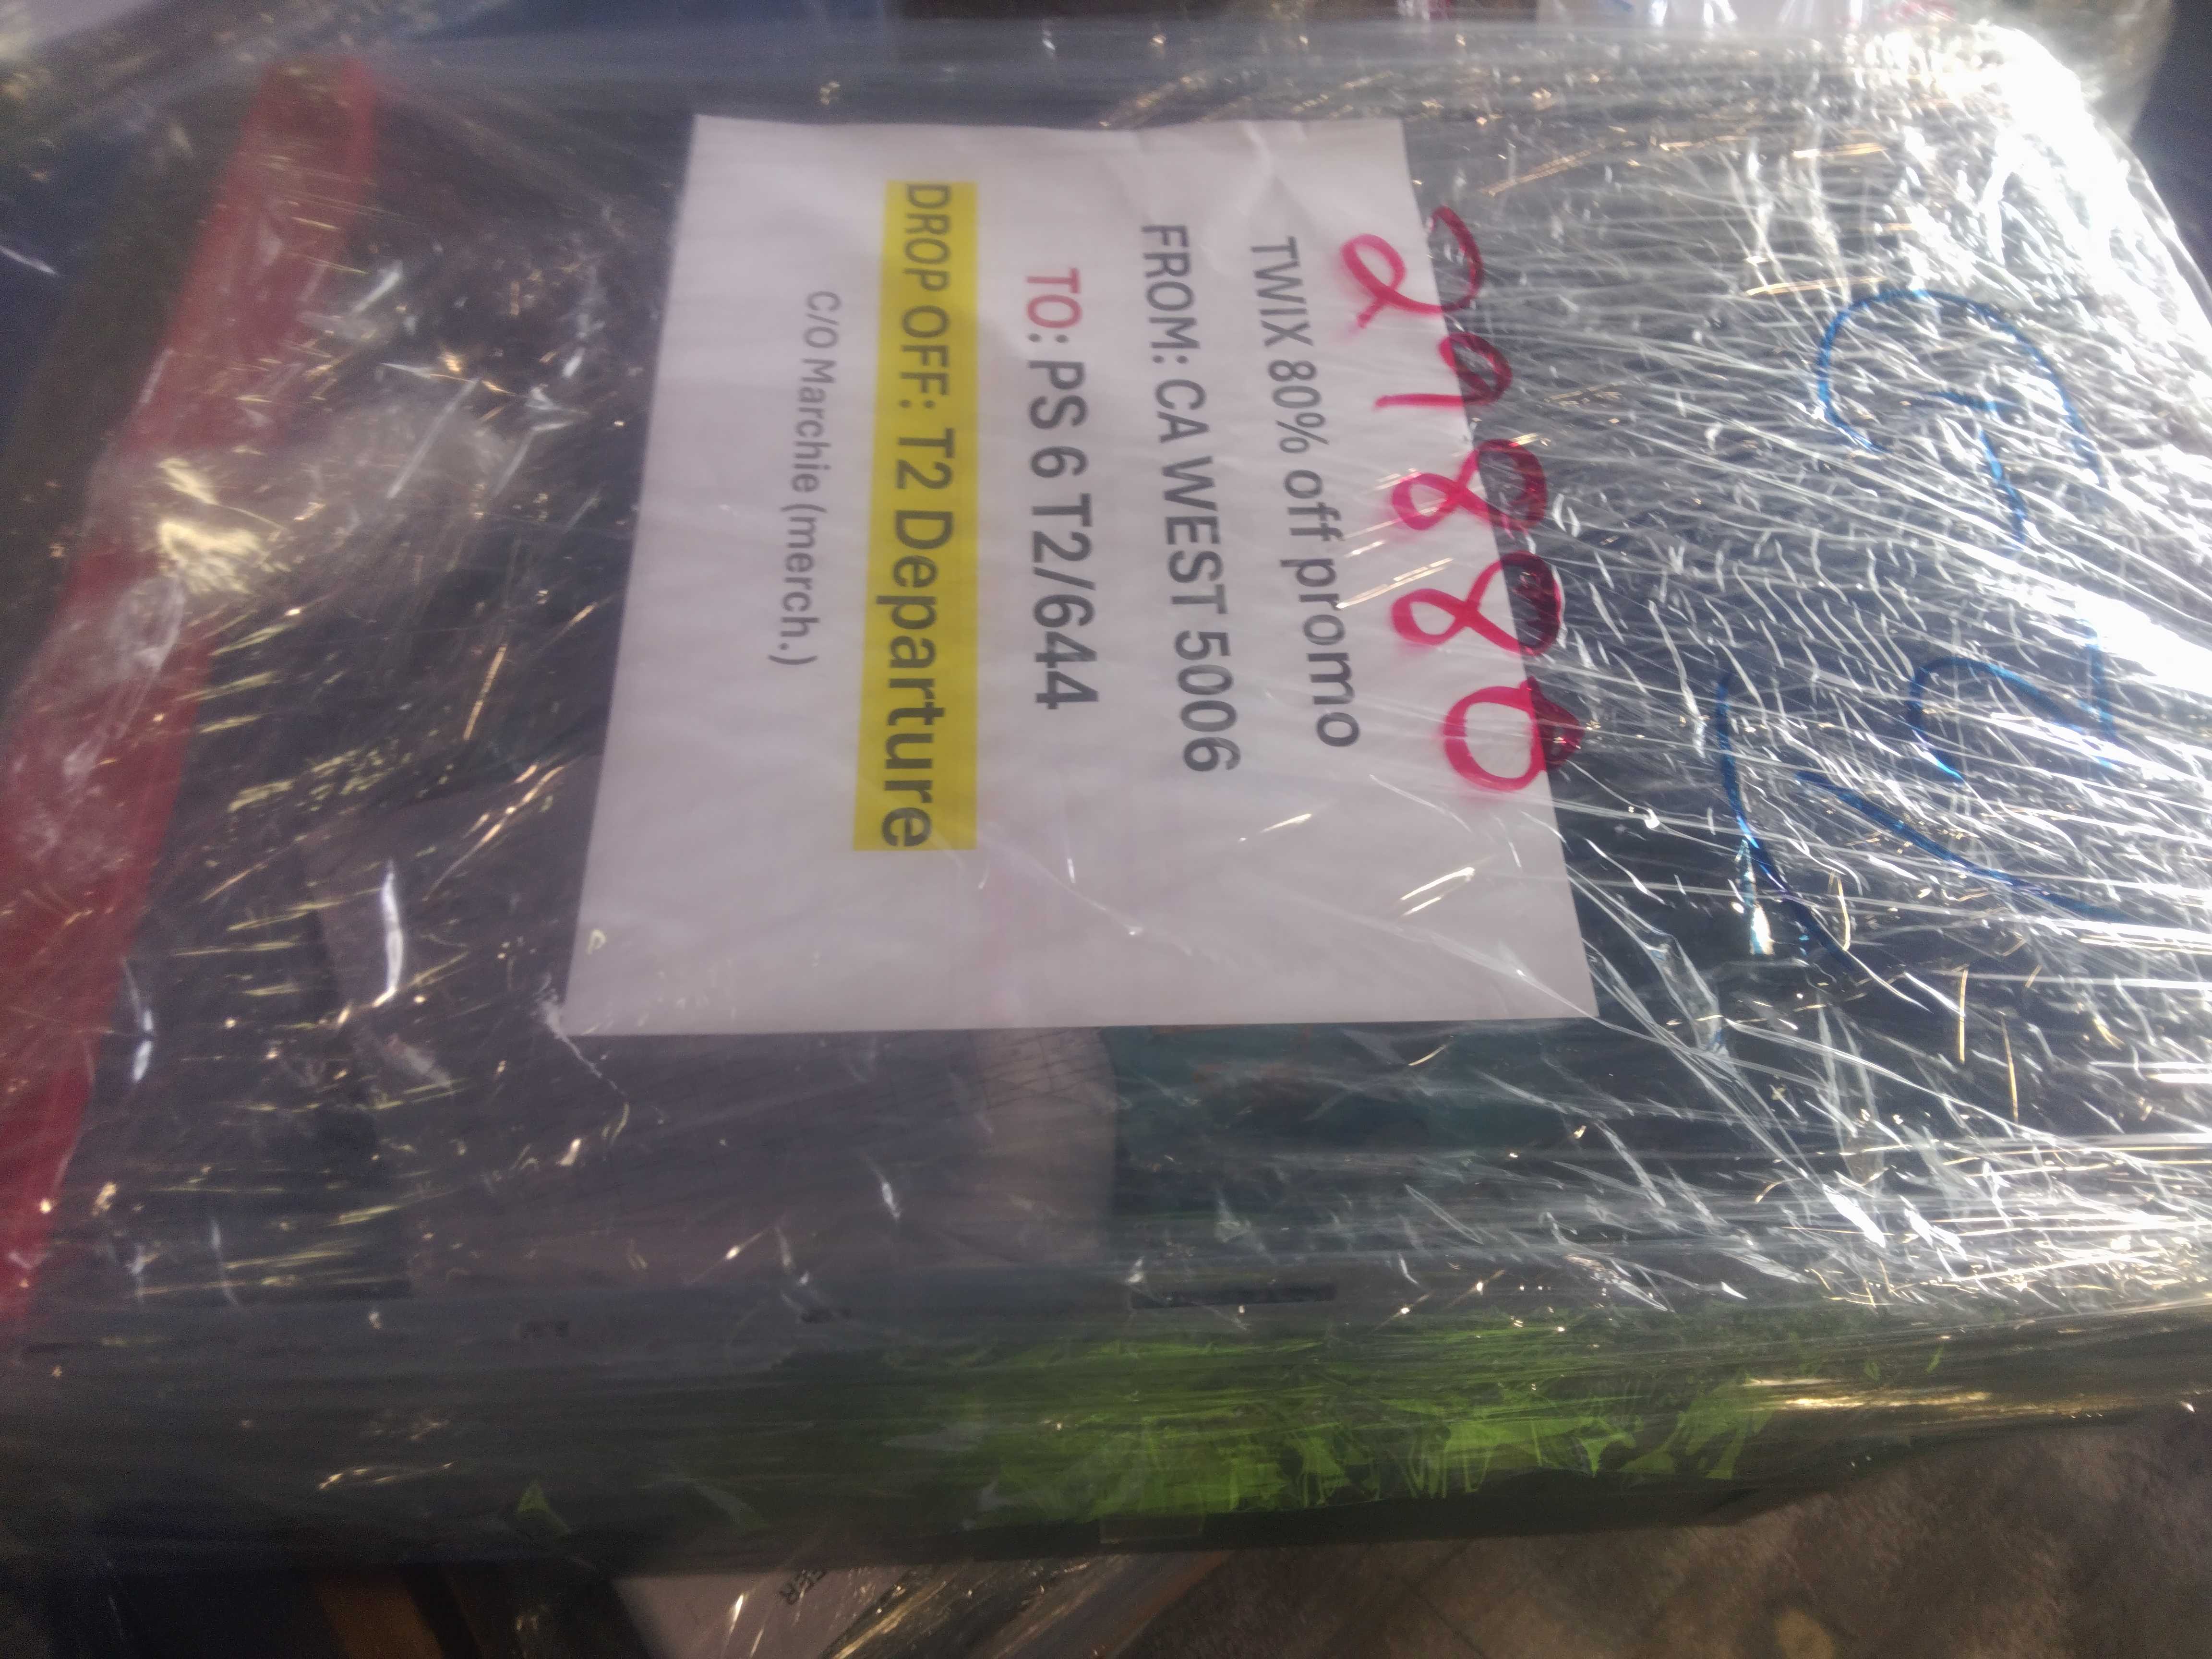 29880
TWIX 80% off promo
FROM: CA WEST 5006
TO: PS 6 T2/644
DROP OFF: T2 Departure
C/O Marchie (merch.)